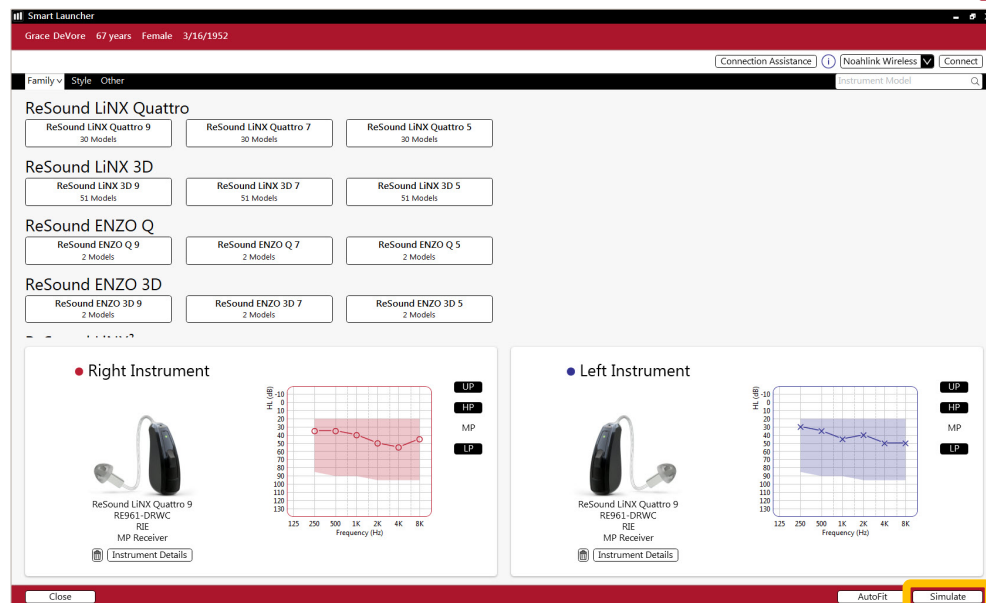 Smart Launcher
Grace DeVore 67 years Female 3/16/1952
Connection Assistance i Noahlink Wireless Connect
Family Style Other Instrument Model
ReSound LiNX Quattro
ReSound LiNX Quattro 9 ReSound LiNX Quattro 7 ReSound LiNX Quattro 5
30 Models 30 Models 30 Models
ReSound LiNX 3D
ReSound LiNX 3D 9 ReSound LiNX 3D 7 ReSound LiNX 3D 5
51 Models 51 Models 51 Models
ReSound ENZO Q
ReSound ENZO Q 9 ReSound ENZO Q 7 ReSound ENZO Q 5
2 Models 2 Models 2 Models
ReSound ENZO 3D
ReSound ENZO 3D 9 ReSound ENZO 3D 7 ReSound ENZO 3D 5
2 Models 2 Models 2 Models
Right Instrument
HL (dB)
-10
0
10
20
30
40
50
60
70
80
90
100
110
120
130
125 250 500 1K 2K 4K 8K
Frequency (Hz)
UP
HP
MP
LP
ReSound LiNX Quattro 9
RE961-DRWC
RIE
MP Receiver
Instrument Details
Left Instrument
HL (dB)
-10
0
10
20
30
40
50
60
70
80
90
100
110
120
130
125 250 500 1K 2K 4K 8K
Frequency (Hz)
UP
HP
MP
LP
ReSound LiNX Quattro 9
RE961-DRWC
RIE
MP Receiver
Instrument Details
Close AutoFit Simulate